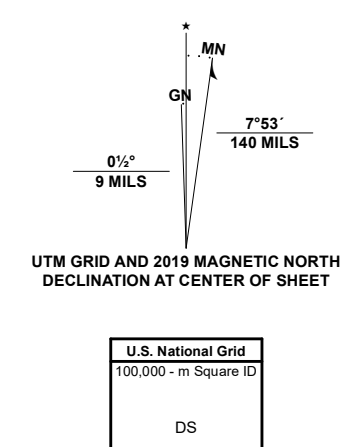 ★
MN
GN
7°53´
140 MILS
0½°
9 MILS
UTM GRID AND 2019 MAGNETIC NORTH
DECLINATION AT CENTER OF SHEET
U.S. National Grid
100,000 - m Square ID
DS